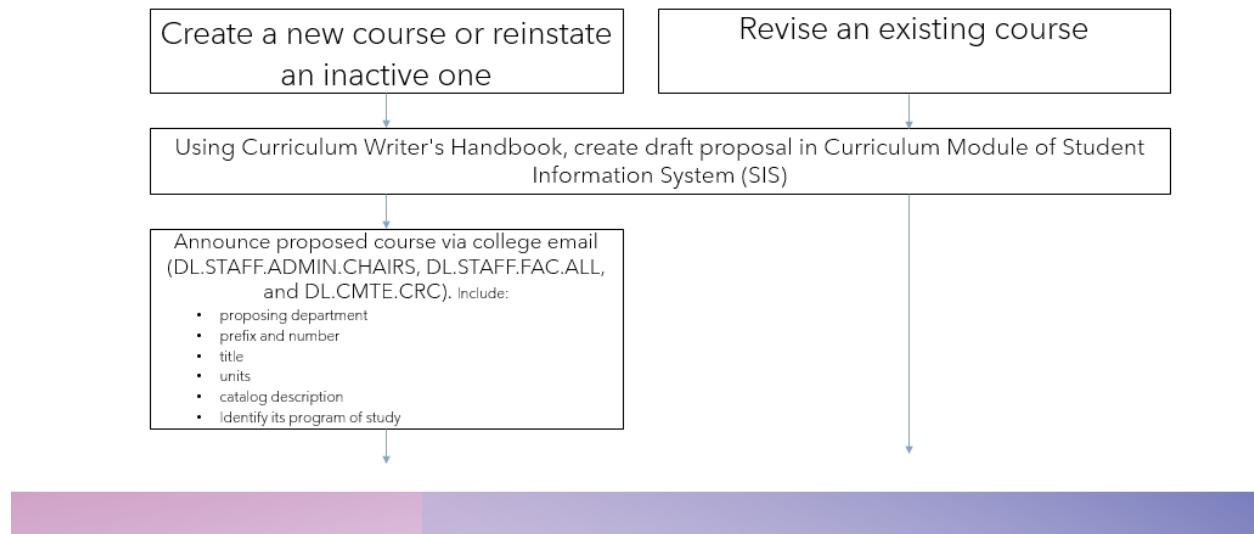 Create a new course or reinstate
an inactive one
Revise an existing course
Using Curriculum Writer's Handbook, create draft proposal in Curriculum Module of Student
Information System (SIS)
Announce proposed course via college email
(DL.STAFF.ADMIN.CHAIRS, DL.STAFF.FAC.ALL,
and DL.CMTE.CRC). Include:
• proposing department
• prefix and number
• title
• units
• catalog description
• Identify its program of study